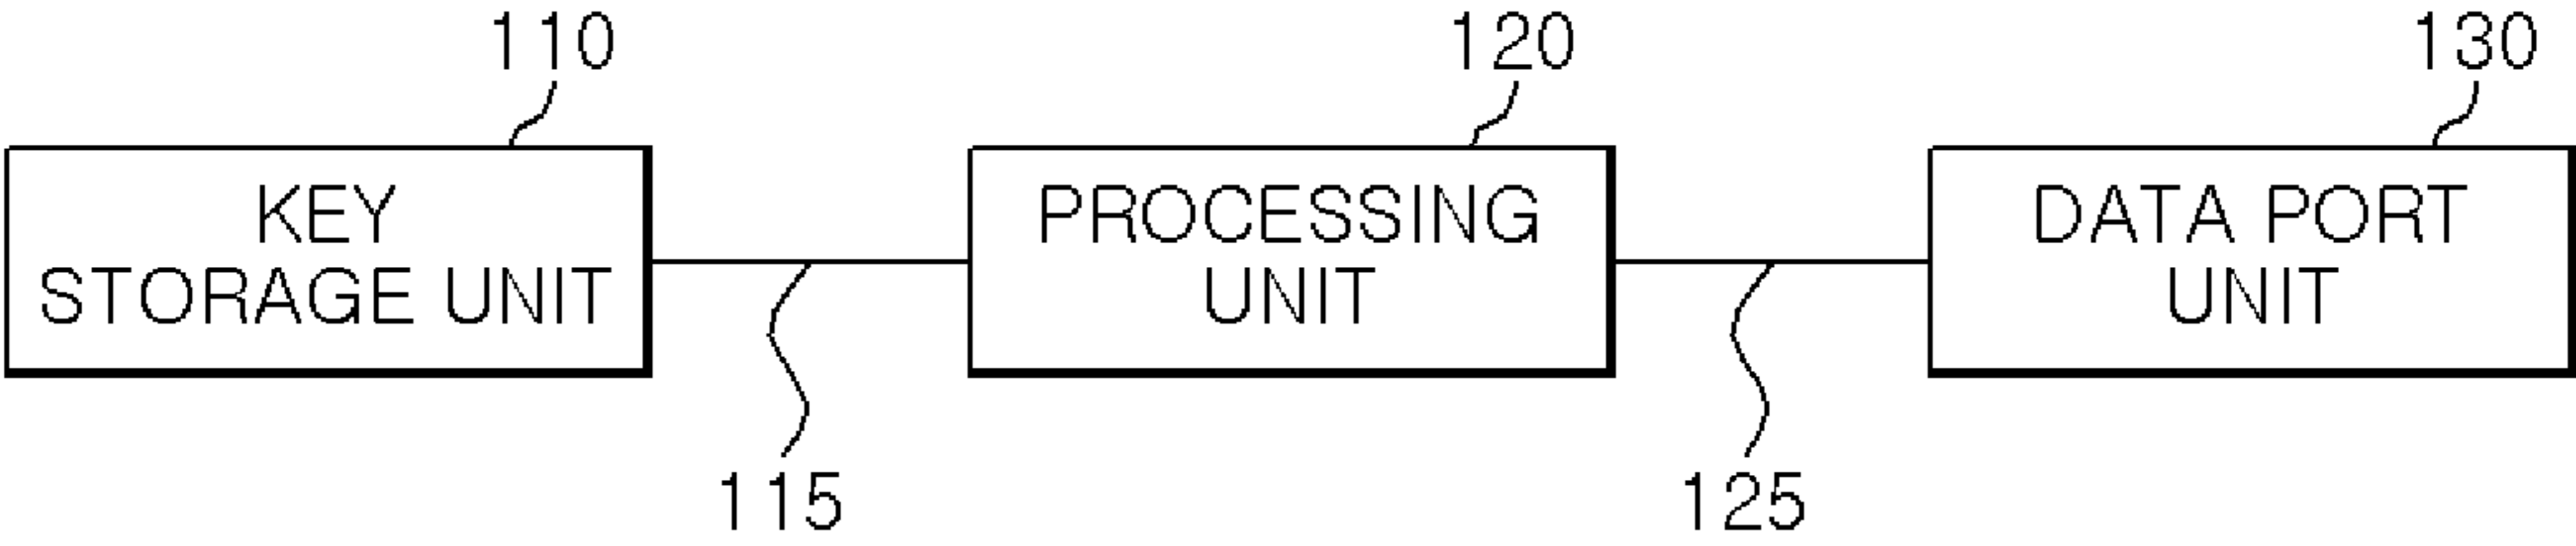 110
120
130
KEY
STORAGE UNIT
PROCESSING
UNIT
DATA PORT
UNIT
115
125